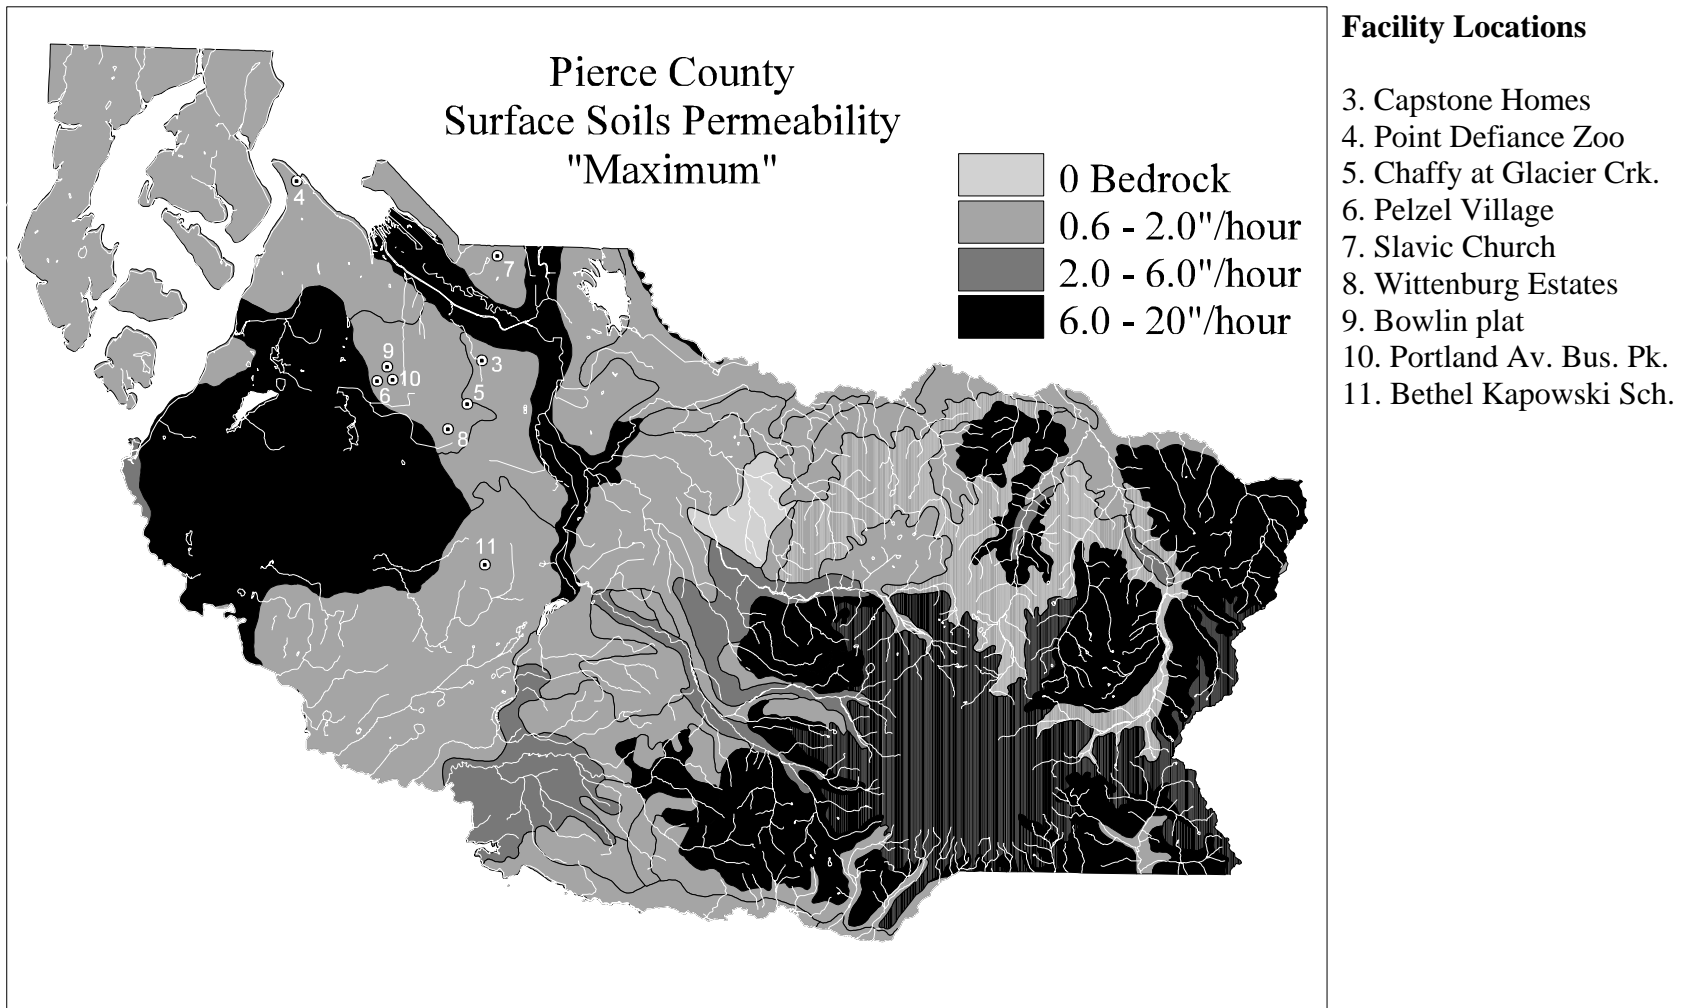 Pierce County
Surface Soils Permeability
"Maximum"
0 Bedrock
0.6 - 2.0"/hour
2.0 - 6.0"/hour
6.0 - 20"/hour
4
7
9
3
10
6
5
8
11
Facility Locations
3. Capstone Homes
4. Point Defiance Zoo
5. Chaffy at Glacier Crk.
6. Pelzel Village
7. Slavic Church
8. Wittenburg Estates
9. Bowlin plat
10. Portland Av. Bus. Pk.
11. Bethel Kapowski Sch.